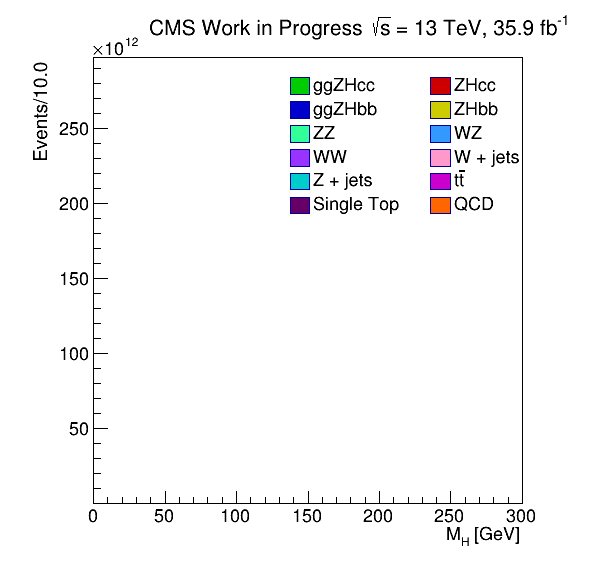 CMS Work in Progress √s = 13 TeV, 35.9 fb⁻¹
×10¹²
Events/10.0
ggZHcc ZHcc
ggZHbb ZHbb
ZZ WZ
WW W + jets
Z + jets tt̄
Single Top QCD
250
200
150
100
50
0 50 100 150 200 250 300
M_H [GeV]